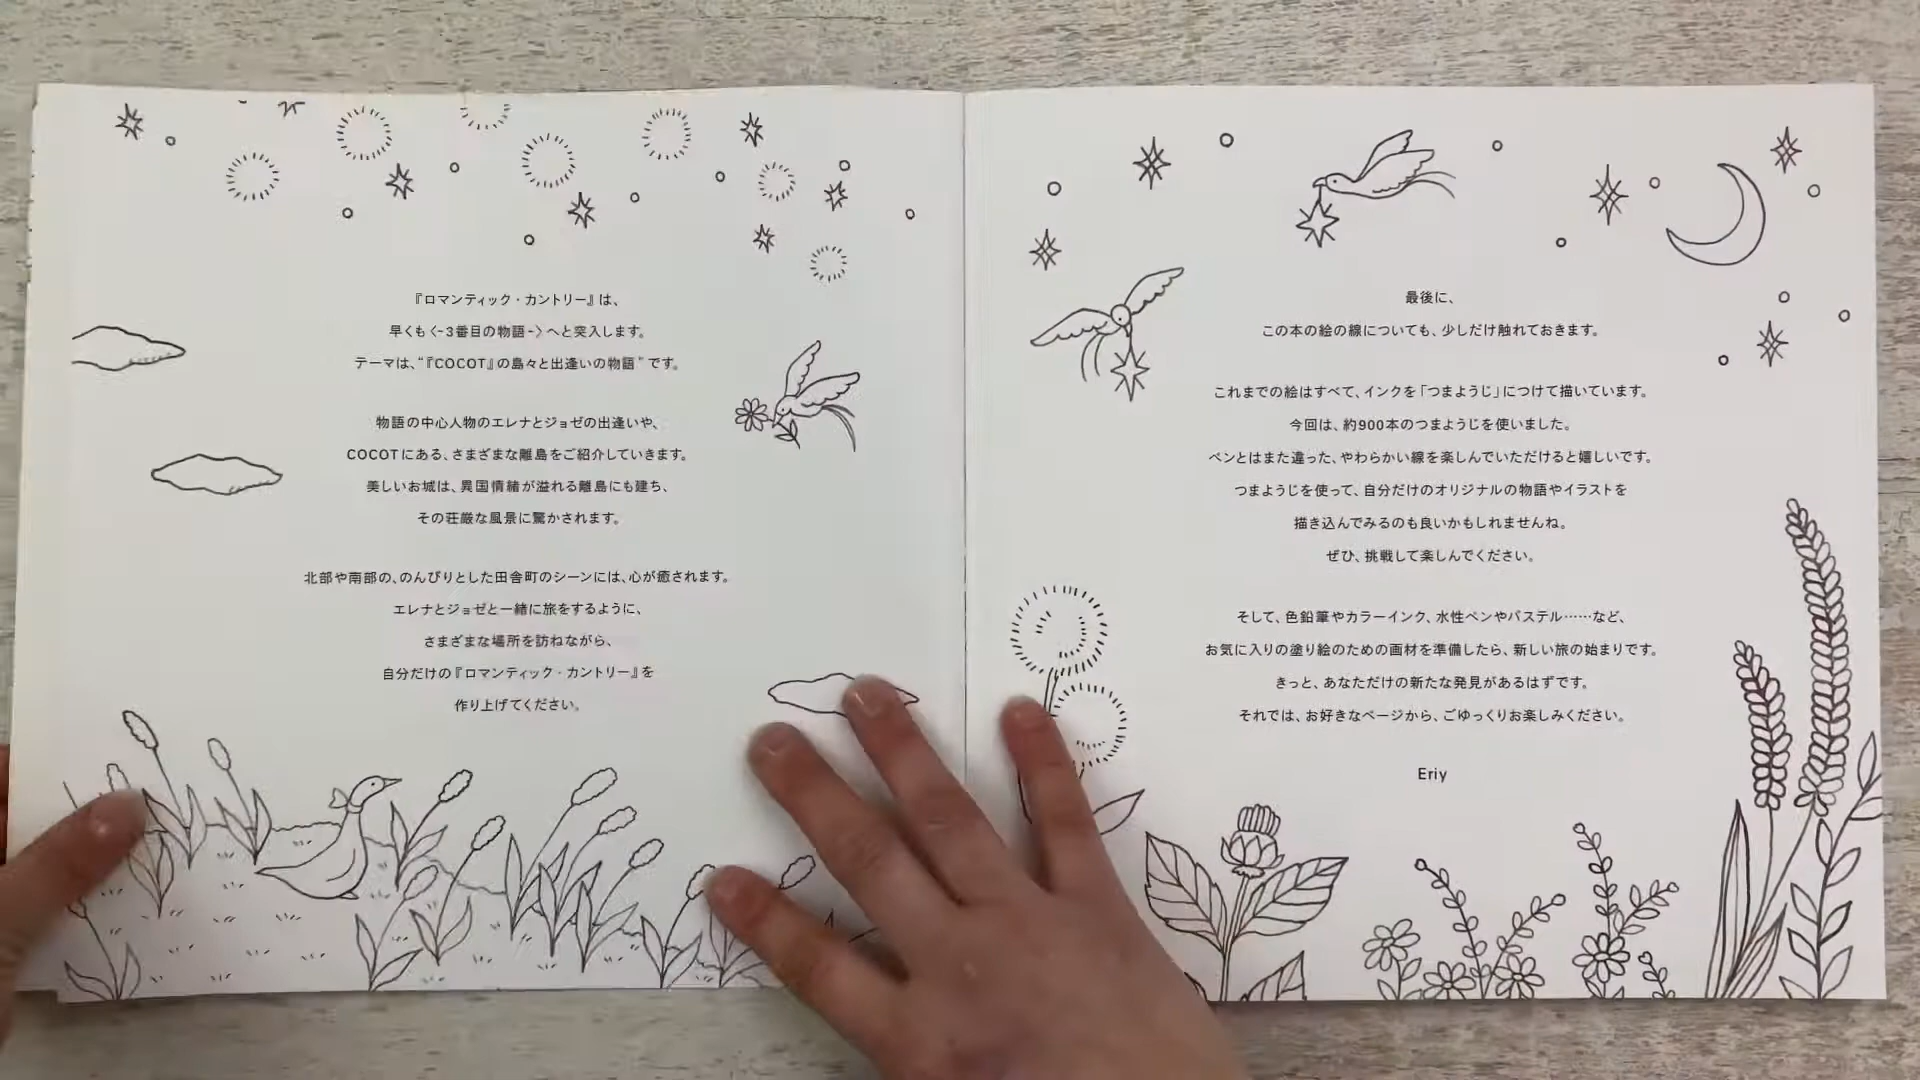 『ロマンティック・カントリー』は、
早くも〈-3番目の物語-〉へと突入します。
テーマは、“『COCOT』の島々と出逢いの物語”です。
物語の中心人物のエレナとジョゼの出逢いや、
COCOTにある、さまざまな離島をご紹介していきます。
美しいお城は、異国情緒が溢れる離島にも建ち、
その荘厳な風景に驚かされます。
北部や南部の、のんびりとした田舎町のシーンには、心が癒されます。
エレナとジョゼと一緒に旅をするように、
さまざまな場所を訪ねながら、
自分だけの『ロマンティック・カントリー』を
作り上げてください。
最後に、
この本の絵の線についても、少しだけ触れておきます。
これまでの絵はすべて、インクを「つまようじ」につけて描いています。
今回は、約900本のつまようじを使いました。
ペンとはまた違った、やわらかい線を楽しんでいただけると嬉しいです。
つまようじを使って、自分だけのオリジナルの物語やイラストを
描き込んでみるのも良いかもしれませんね。
ぜひ、挑戦して楽しんでください。
そして、色鉛筆やカラーインク、水性ペンやパステル……など、
お気に入りの塗り絵のための画材を準備したら、新しい旅の始まりです。
きっと、あなただけの新たな発見があるはずです。
それでは、お好きなページから、ごゆっくりお楽しみください。
Eriy